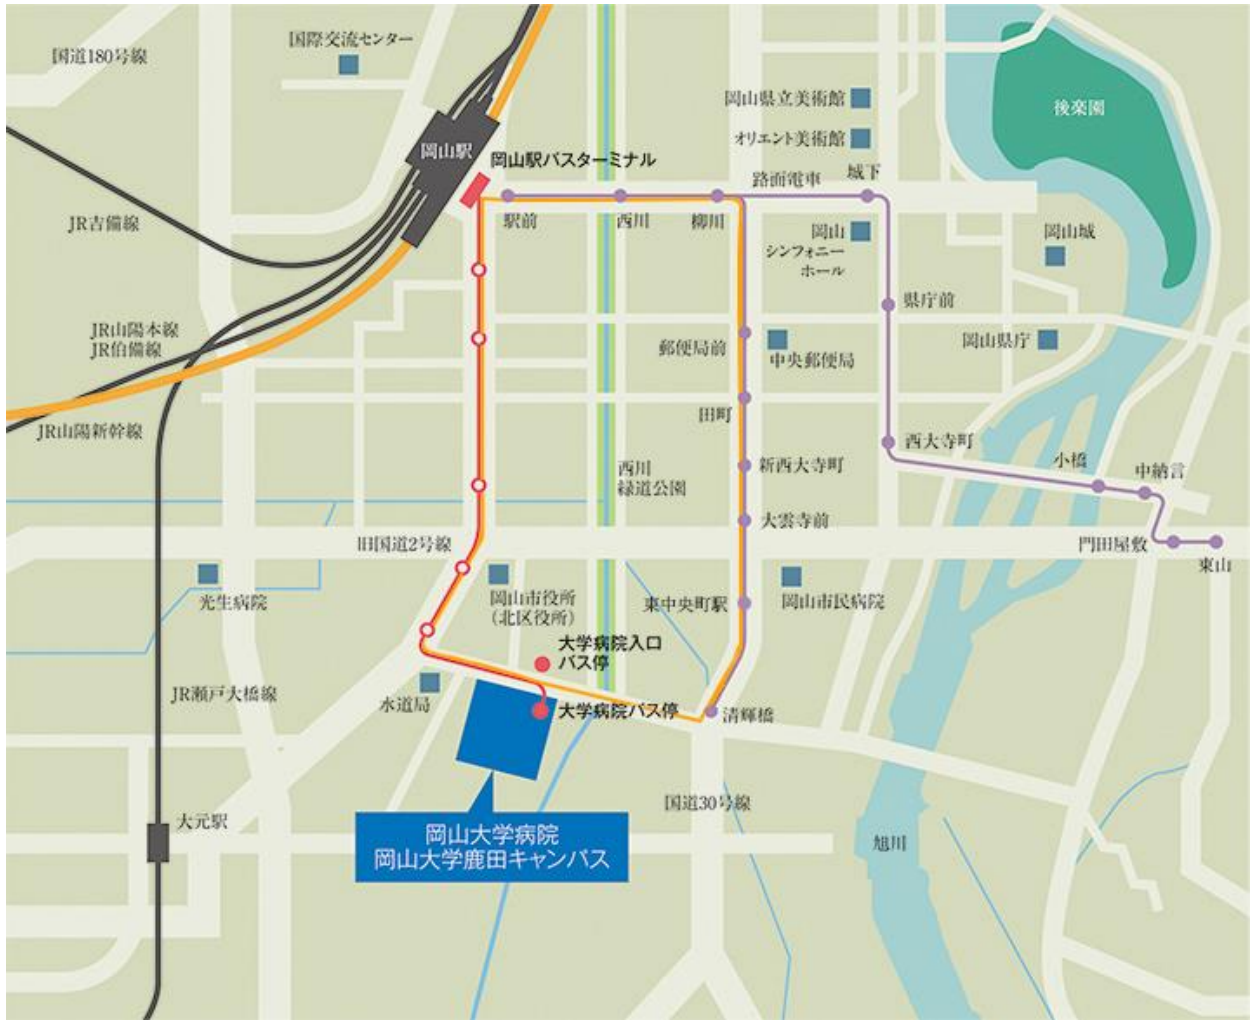 国際交流センター
国道180号線
岡山県立美術館
後楽園
オリエント美術館
岡山駅
岡山駅バスターミナル
城下
路面電車
駅前
西川
柳川
JR吉備線
岡山
シンフォニー
ホール
岡山城
県庁前
JR山陽本線
JR伯備線
郵便局前
中央郵便局
岡山県庁
田町
JR山陽新幹線
西大寺町
小橋
中納言
西川
緑道公園
新西大寺町
大雲寺前
旧国道2号線
門田屋敷
東山
光生病院
岡山市役所
(北区役所)
東中央町駅
岡山市民病院
大学病院入口
バス停
JR瀬戸大橋線
水道局
大学病院バス停
清輝橋
国道30号線
大元駅
岡山大学病院
岡山大学鹿田キャンパス
旭川